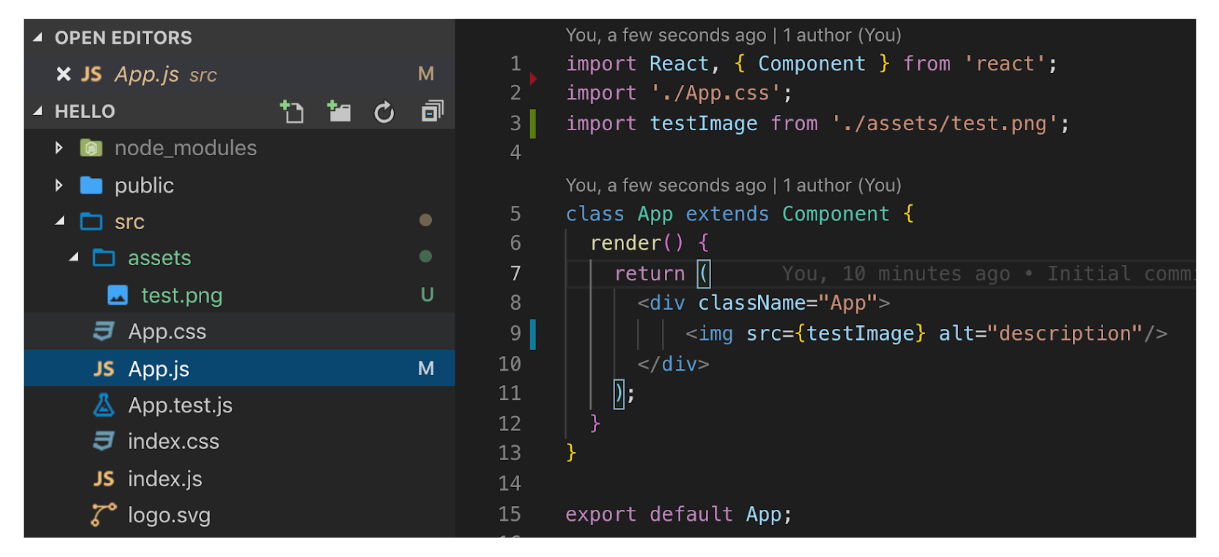 OPEN EDITORS
JS App.js src M
HELLO
node_modules
public
src
assets
test.png U
App.css
JS App.js M
App.test.js
index.css
JS index.js
logo.svg
You, a few seconds ago | 1 author (You)
1 import React, { Component } from 'react';
2 import './App.css';
3 import testImage from './assets/test.png';
4
You, a few seconds ago | 1 author (You)
5 class App extends Component {
6 render() {
7 return ( You, 10 minutes ago • Initial comm
8 <div className="App">
9 <img src={testImage} alt="description"/>
10 </div>
11 );
12 }
13 }
14
15 export default App;